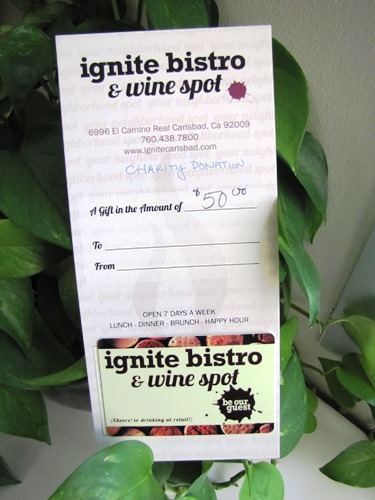 ignite bistro
& wine spot
6996 El Camino Real Carlsbad, Ca 92009
760.438.7800
www.ignitecarlsbad.com
CHARITY DONATION
A Gift in the Amount of $50.00
To
From
OPEN 7 DAYS A WEEK
LUNCH - DINNER - BRUNCH - HAPPY HOUR
ignite bistro
& wine spot
be our
guest
(Cheers! to drinking at retail!)